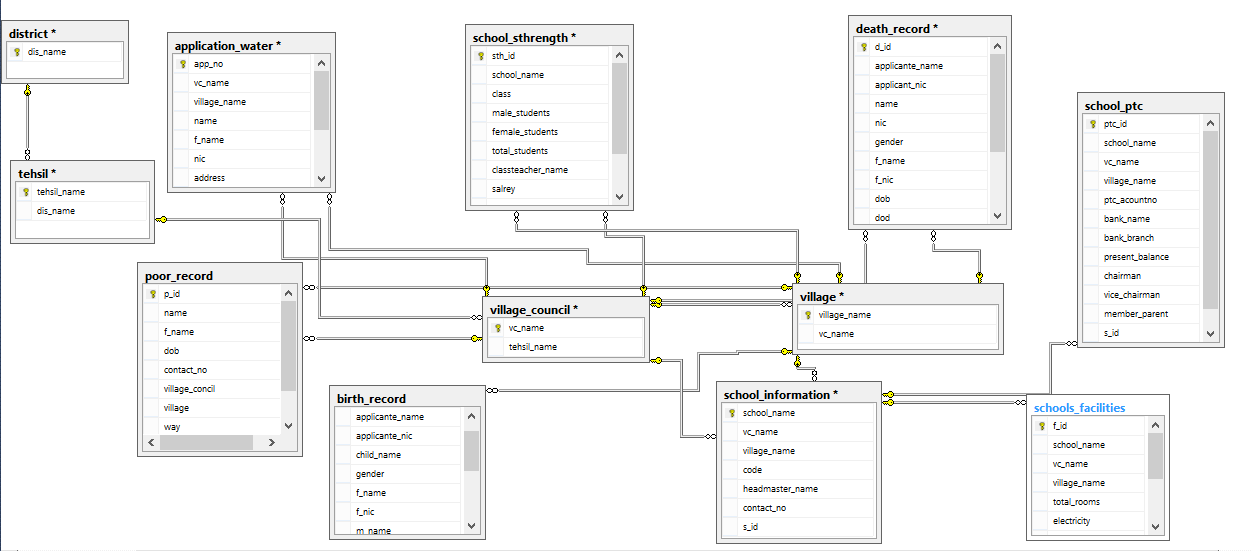 district *
dis_name
tehsil *
tehsil_name
dis_name
application_water *
app_no
vc_name
village_name
name
f_name
nic
address
school_sthrength *
sth_id
school_name
class
male_students
female_students
total_students
classteacher_name
salrey
death_record *
d_id
applicante_name
applicant_nic
name
nic
gender
f_name
f_nic
dob
dod
school_ptc
ptc_id
school_name
vc_name
village_name
ptc_acountno
bank_name
bank_branch
present_balance
chairman
vice_chairman
member_parent
s_id
poor_record
p_id
name
f_name
dob
contact_no
village_concil
village
way
village_council *
vc_name
tehsil_name
village *
village_name
vc_name
birth_record
applicante_name
applicante_nic
child_name
gender
f_name
f_nic
m_name
school_information *
school_name
vc_name
village_name
code
headmaster_name
contact_no
s_id
schools_facilities
f_id
school_name
vc_name
village_name
total_rooms
electricity